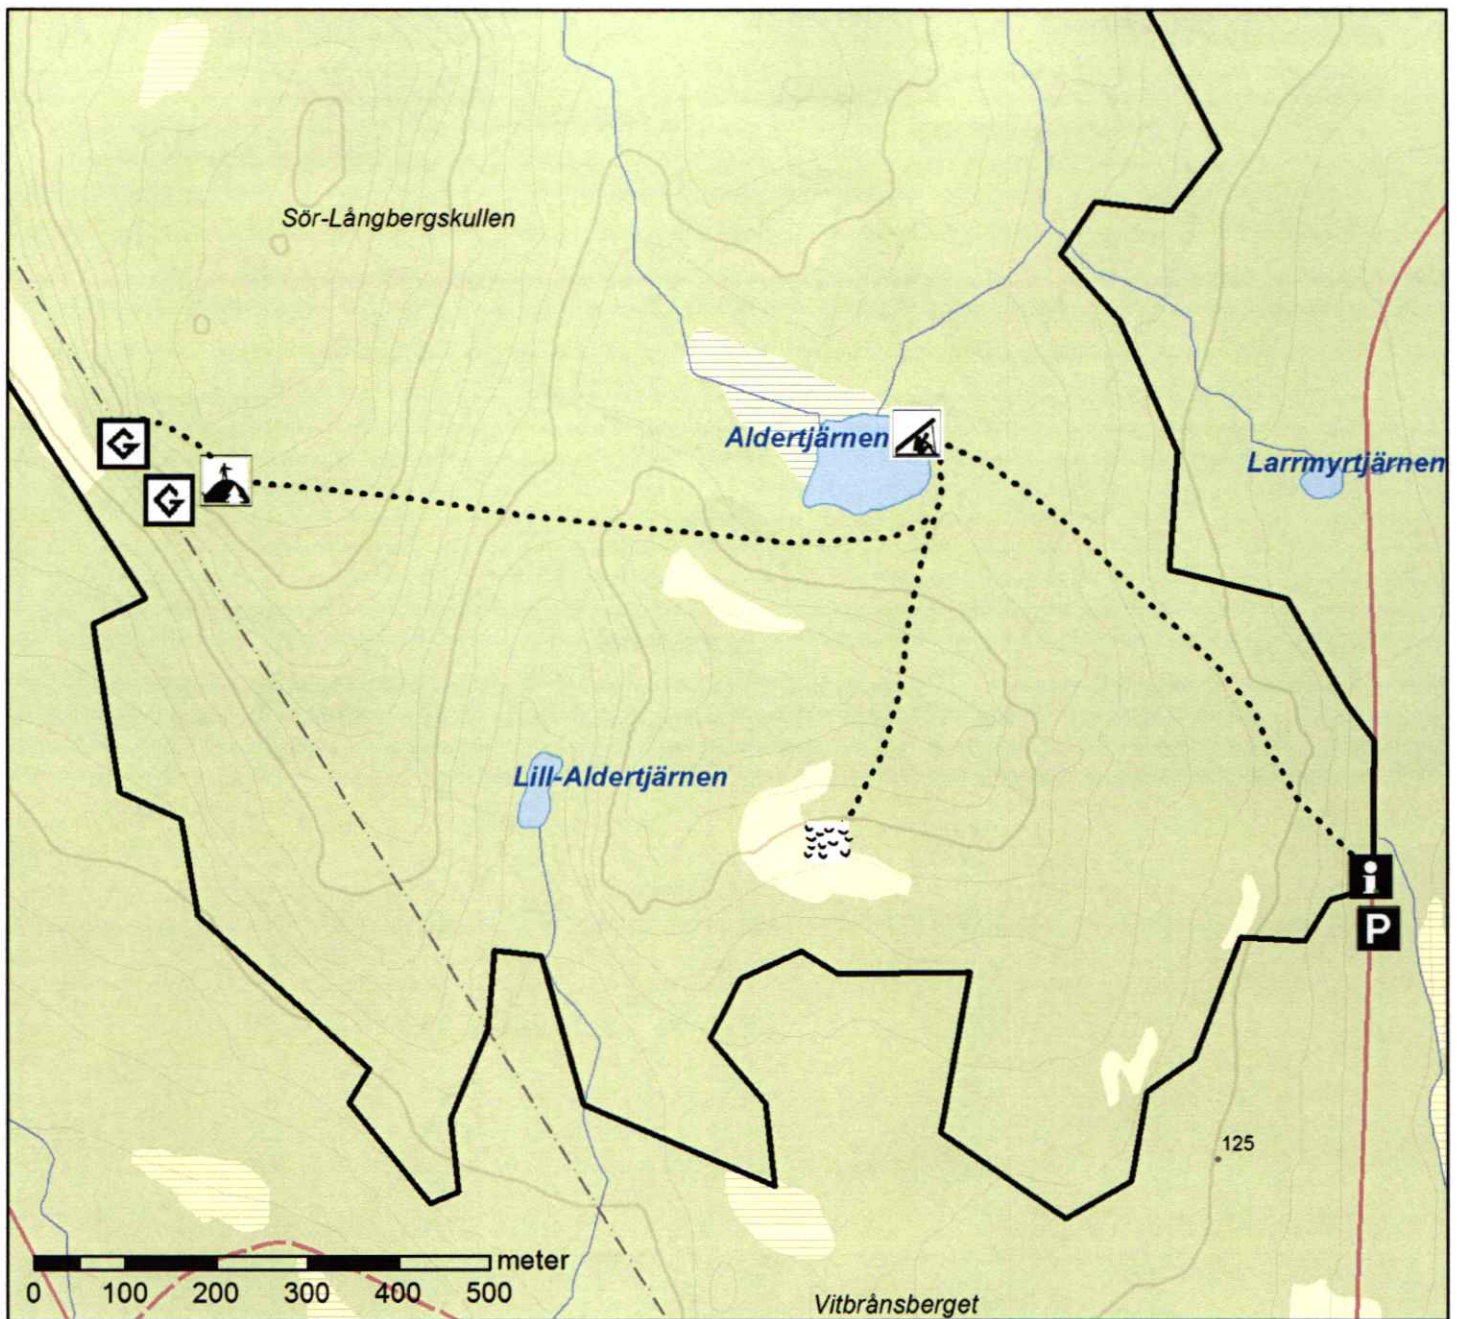 Sör-Långbergskullen
G
G
Aldertjärnen
Larrmyrtjärnen
Lill-Aldertjärnen
i
P
125
meter
0 100 200 300 400 500
Vitbrånsberget